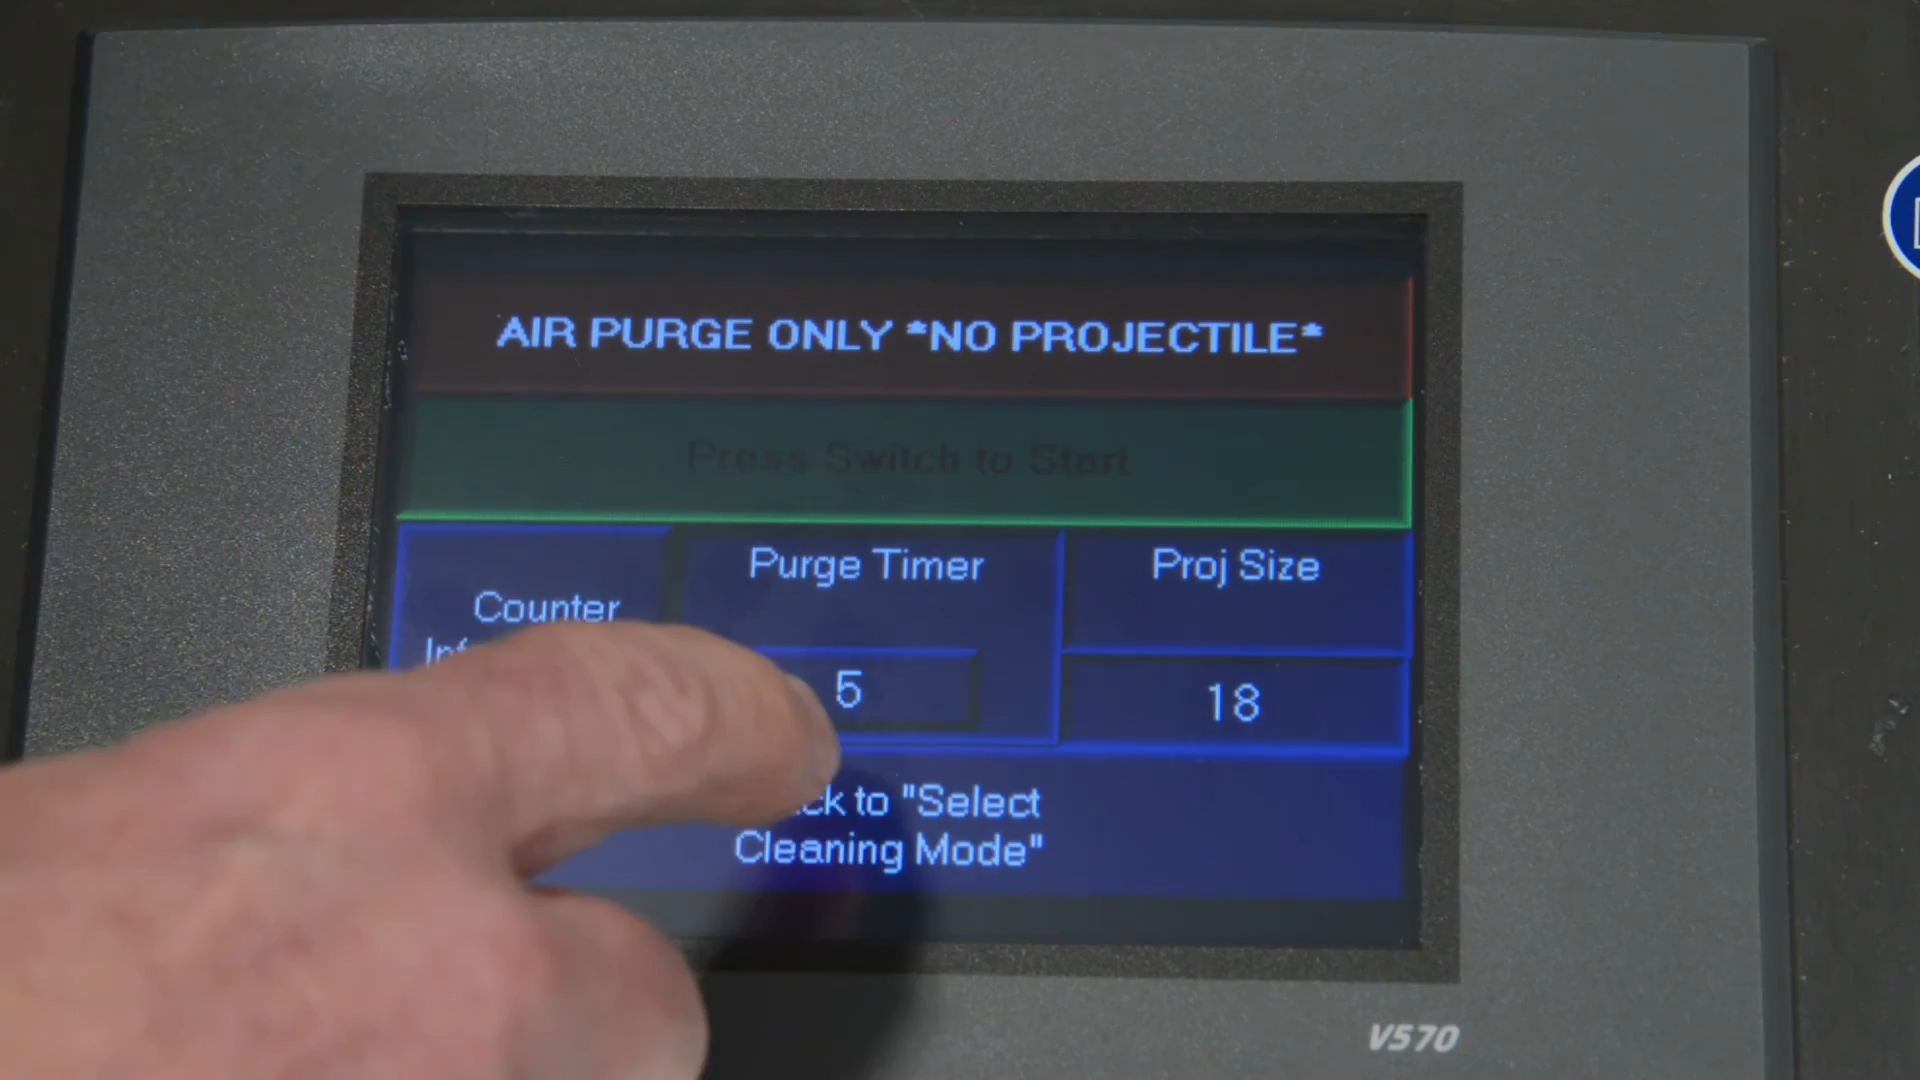 AIR PURGE ONLY *NO PROJECTILE*
Press Switch to Start
Purge Timer
Proj Size
Counter
5
18
to "Select
Cleaning Mode"
V570